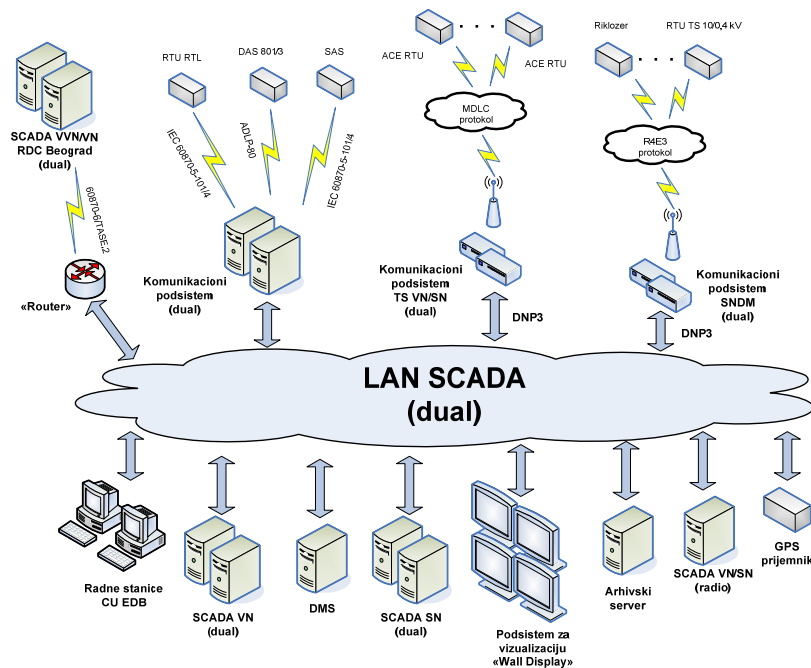 RTU RTL
DAS 801/3
SAS
ACE RTU
ACE RTU
Riklozer
RTU TS 10/0,4 kV
MDLC
protokol
R4E3
protokol
SCADA VVN/VN
RDC Beograd
(dual)
IEC 60870-5-101/4
ADLP-80
IEC 60870-5-101/4
60870-6/TASE.2
«Router»
Komunikacioni
podsistem
(dual)
Komunikacioni
podsistem
TS VN/SN
(dual)
Komunikacioni
podsistem
SNDM
(dual)
DNP3
DNP3
LAN SCADA
(dual)
Radne stanice
CU EDB
SCADA VN
(dual)
DMS
SCADA SN
(dual)
Podsistem za
vizualizaciju
«Wall Display»
Arhivski
server
SCADA VN/SN
(radio)
GPS
prijemnik